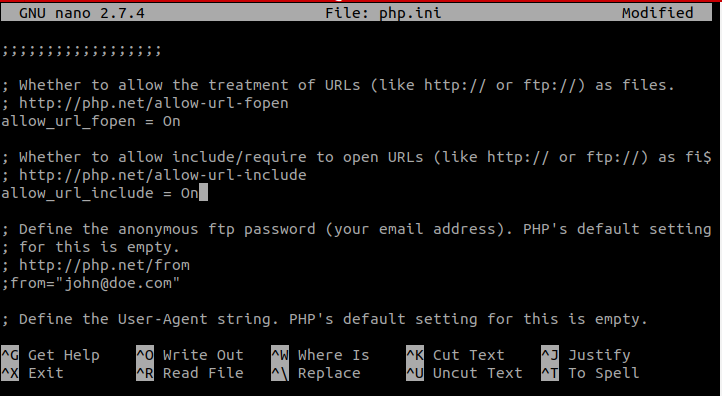 GNU nano 2.7.4 File: php.ini Modified
;;;;;;;;;;;;;;;;;;
; Whether to allow the treatment of URLs (like http:// or ftp://) as files.
; http://php.net/allow-url-fopen
allow_url_fopen = On
; Whether to allow include/require to open URLs (like http:// or ftp://) as fi$
; http://php.net/allow-url-include
allow_url_include = On
; Define the anonymous ftp password (your email address). PHP's default setting
; for this is empty.
; http://php.net/from
;from="john@doe.com"
; Define the User-Agent string. PHP's default setting for this is empty.
^G Get Help ^O Write Out ^W Where Is ^K Cut Text ^J Justify
^X Exit ^R Read File ^\ Replace ^U Uncut Text ^T To Spell